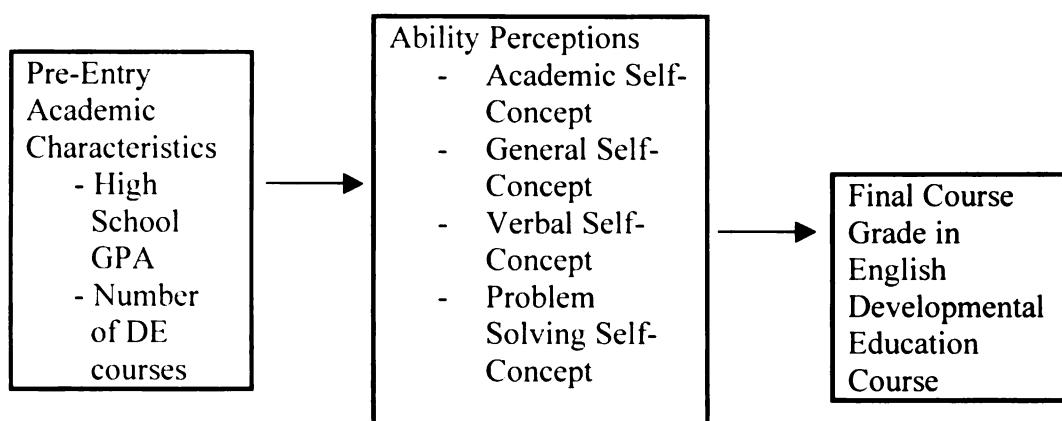 Pre-Entry
Academic
Characteristics
- High
School
GPA
- Number
of DE
courses
Ability Perceptions
- Academic Self-
Concept
- General Self-
Concept
- Verbal Self-
Concept
- Problem
Solving Self-
Concept
Final Course
Grade in
English
Developmental
Education
Course